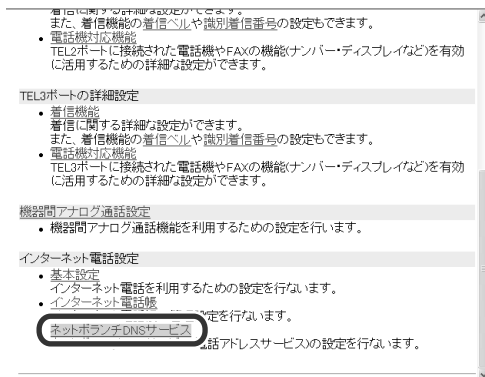 また、着信機能の着信ベルや識別着信番号の設定もできます。
• 電話機対応機能
TEL2ポートに接続された電話機やFAXの機能(ナンバー・ディスプレイなど)を有効
に活用するための詳細な設定ができます。
TEL3ポートの詳細設定
• 着信機能
着信に関する詳細な設定ができます。
また、着信機能の着信ベルや識別着信番号の設定もできます。
• 電話機対応機能
TEL3ポートに接続された電話機やFAXの機能(ナンバー・ディスプレイなど)を有効
に活用するための詳細な設定ができます。
機器間アナログ通話設定
• 機器間アナログ通話機能を利用するための設定を行います。
インターネット電話設定
• 基本設定
インターネット電話を利用するための設定を行ないます。
• インターネット電話帳
設定を行ないます。
ネットボランチDNSサービス
話アドレスサービス)の設定を行ないます。